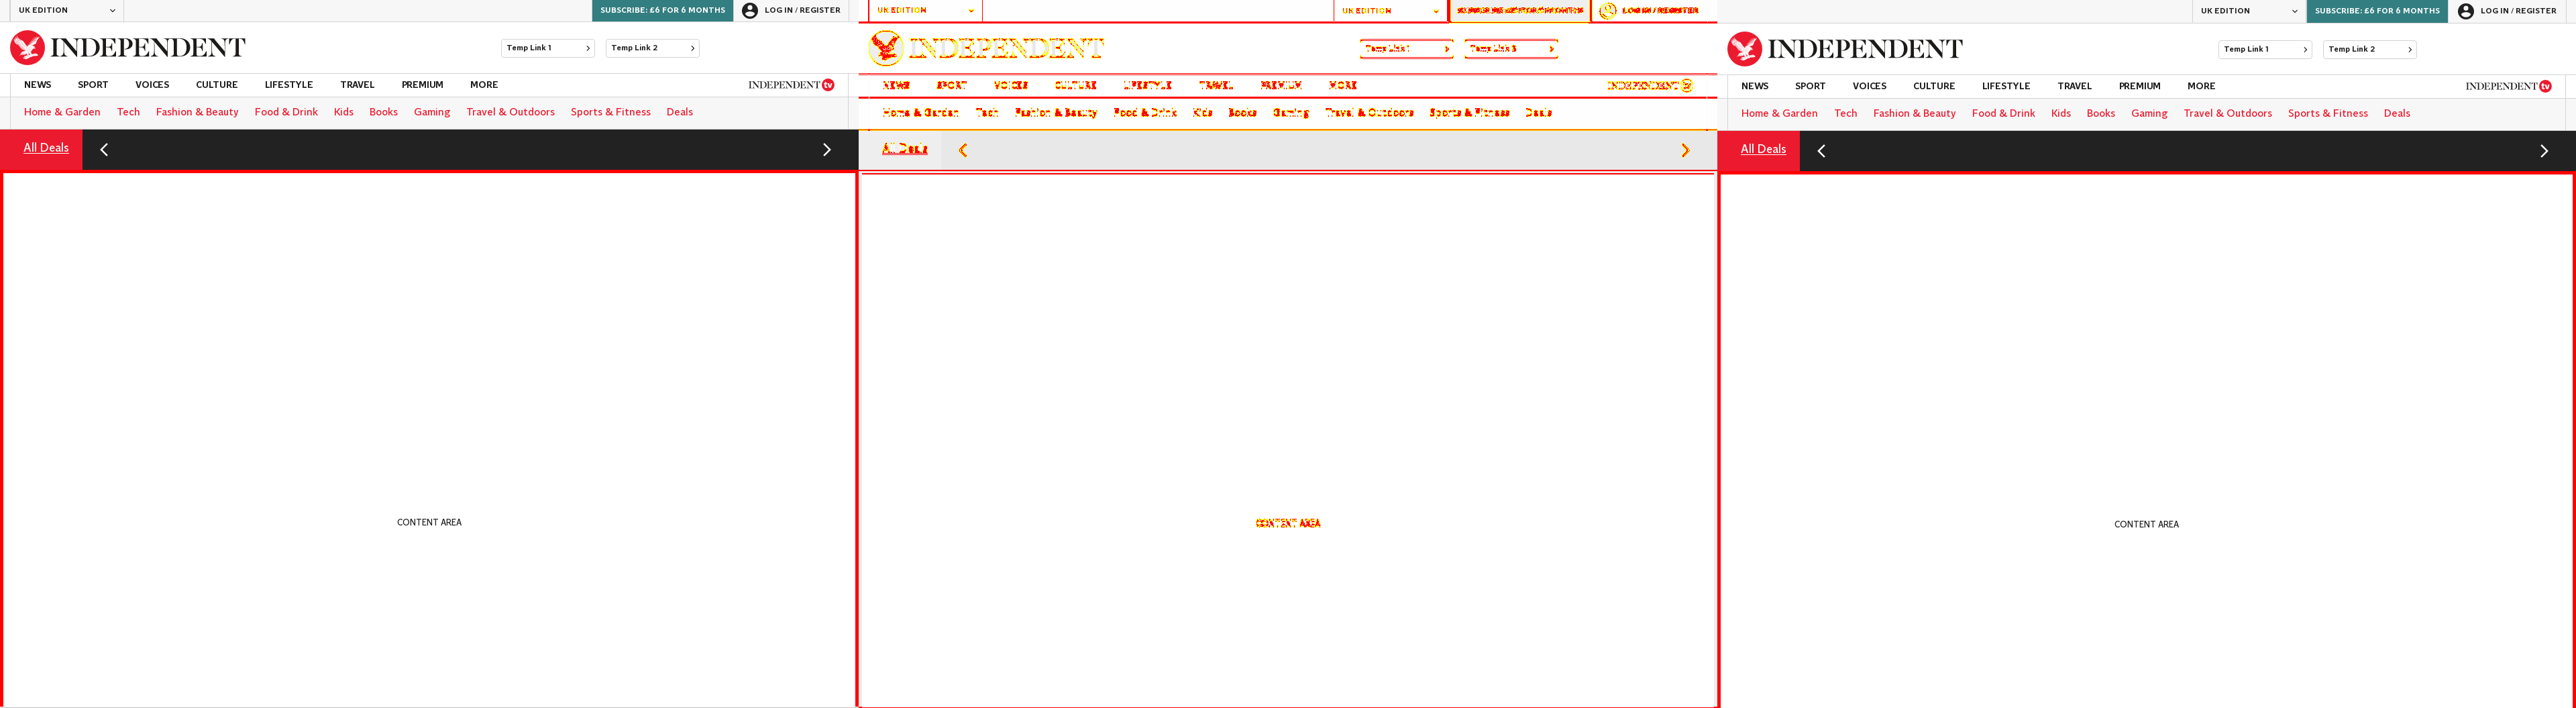 UK EDITION SUBSCRIBE: £6 FOR 6 MONTHS LOG IN / REGISTER
INDEPENDENT Temp Link 1 Temp Link 2
NEWS SPORT VOICES CULTURE LIFESTYLE TRAVEL PREMIUM MORE INDEPENDENT tv
Home & Garden Tech Fashion & Beauty Food & Drink Kids Books Gaming Travel & Outdoors Sports & Fitness Deals
All Deals
CONTENT AREA
UK EDITION UK EDITION LOG IN / REGISTER
INDEPENDENT Temp Link
NEWS SPORT VOICES CULTURE LIFESTYLE TRAVEL PREMIUM MORE INDEPENDENT
Home & Garden Tech Fashion & Beauty Food & Drink Kids Books Gaming Travel & Outdoors Sports & Fitness Deals
All Deals
CONTENT AREA
UK EDITION SUBSCRIBE: £6 FOR 6 MONTHS LOG IN / REGISTER
INDEPENDENT Temp Link 1 Temp Link 2
NEWS SPORT VOICES CULTURE LIFESTYLE TRAVEL PREMIUM MORE INDEPENDENT tv
Home & Garden Tech Fashion & Beauty Food & Drink Kids Books Gaming Travel & Outdoors Sports & Fitness Deals
All Deals
CONTENT AREA